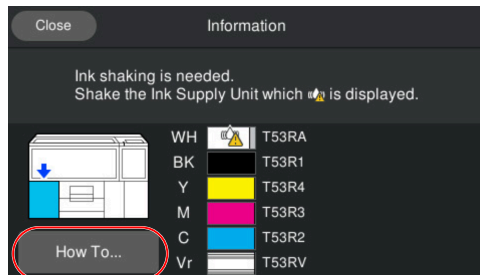 Close
Information
Ink shaking is needed.
Shake the Ink Supply Unit which is displayed.
WH T53RA
BK T53R1
Y T53R4
M T53R3
C T53R2
Vr T53RV
How To...